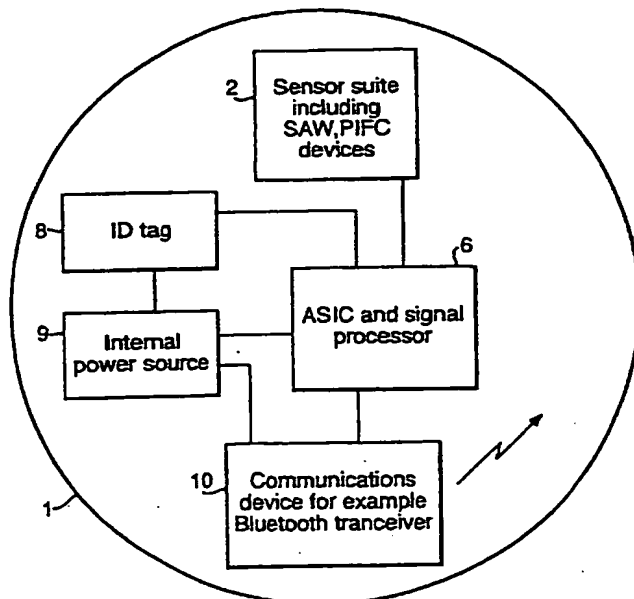 2
Sensor suite
including
SAW,PIFC
devices
8
ID tag
6
ASIC and signal
processor
9
Internal
power source
10
Communications
device for example
Bluetooth tranceiver
1